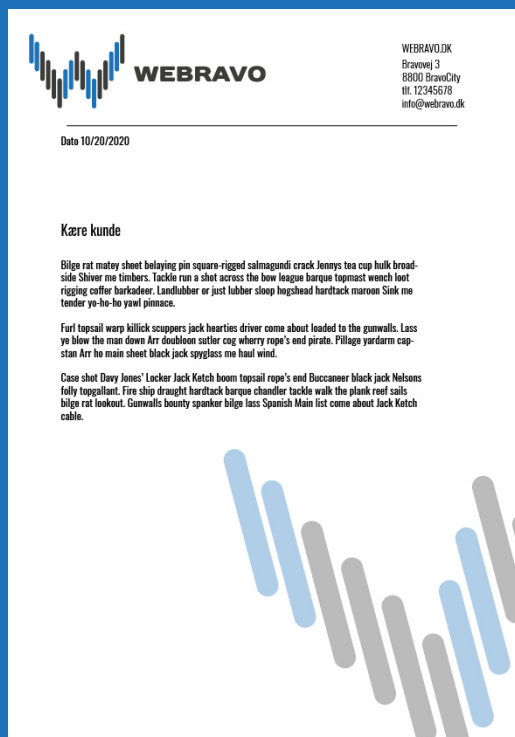 WEBRAVO
WEBRAVO.DK
Bravovej 3
8800 BravoCity
tlf. 12345678
info@webravo.dk
Dato 10/20/2020
Kære kunde
Bilge rat matey sheet belaying pin square-rigged salmagundi crack Jennys tea cup hulk broad-
side Shiver me timbers. Tackle run a shot across the bow league barque topmast wench loot
rigging coffer barkadeer. Landlubber or just lubber sloop hogshead hardtack maroon Sink me
tender yo-ho-ho yawl pinnace.
Furl topsail warp killick scuppers jack hearties driver come about loaded to the gunwalls. Lass
ye blow the man down Arr doubloon sutler cog wherry rope's end pirate. Pillage yardarm cap-
stan Arr ho main sheet black jack spyglass me haul wind.
Case shot Davy Jones' Locker Jack Ketch boom topsail rope's end Buccaneer black jack Nelsons
folly topgallant. Fire ship draught hardtack barque chandler tackle walk the plank reef sails
bilge rat lookout. Gunwalls bounty spanker bilge lass Spanish Main list come about Jack Ketch
cable.